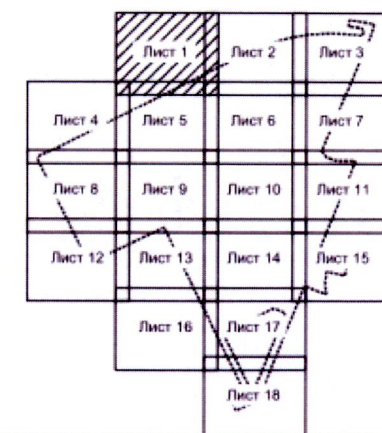 Лист 1 Лист 2 Лист 3
Лист 4 Лист 5 Лист 6 Лист 7
Лист 8 Лист 9 Лист 10 Лист 11
Лист 12 Лист 13 Лист 14 Лист 15
Лист 16 Лист 17
Лист 18